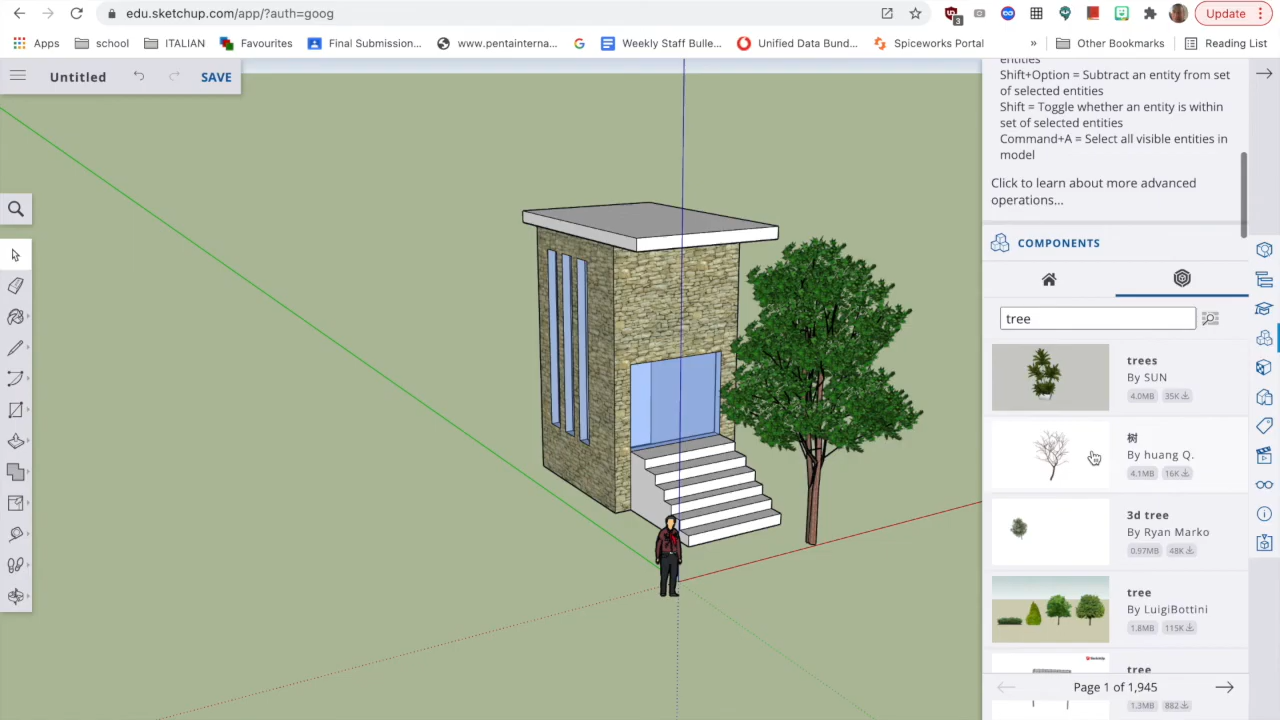 edu.sketchup.com/app/?auth=goog
3
Update
Apps
school
ITALIAN
Favourites
Final Submission...
www.pentainterna...
Weekly Staff Bulle...
Unified Data Bund...
Spiceworks Portal
»
Other Bookmarks
Reading List
Untitled
SAVE
entities
Shift+Option = Subtract an entity from set
of selected entities
Shift = Toggle whether an entity is within
set of selected entities
Command+A = Select all visible entities in
model
Click to learn about more advanced
operations...
COMPONENTS
tree
trees
By SUN
4.0MB 35K
树
By huang Q.
4.1MB 16K
3d tree
By Ryan Marko
0.97MB 48K
tree
By LuigiBottini
1.8MB 115K
tree
1.3MB 882
Page 1 of 1,945